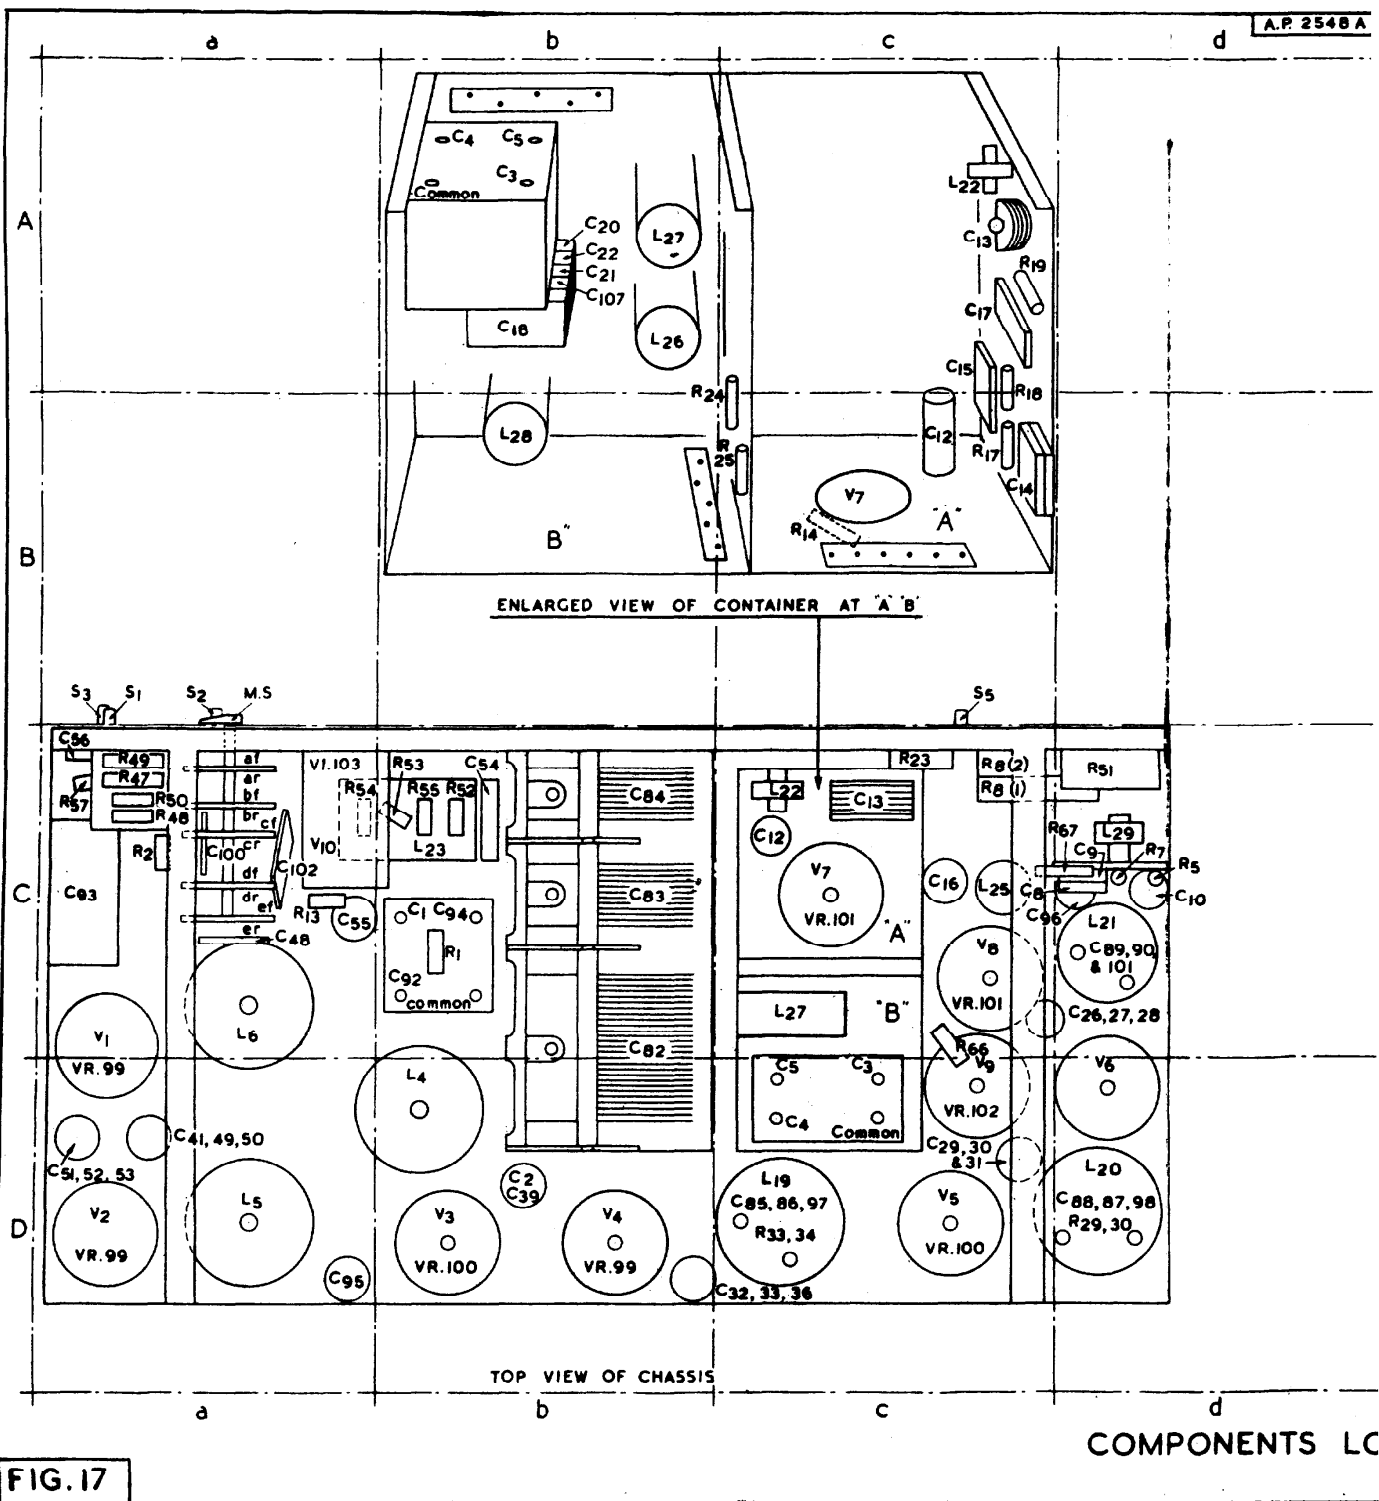 A.P. 2548 A
a b c d
A
C4 C5
C3
Common
C20
C22
C21
C107
C18
L27
L26
L28
R24
R
25
L22
C13
R19
C17
C15
R18
C12
R17
C14
V7
R14
"A"
B"
B
ENLARGED VIEW OF CONTAINER AT "A" "B"
S3 S1 S2 M.S S5
C56
R49
R47
R57
R50
R48
R2
C93
af
ar
bf
br
cf
cr
df
dr
ef
er
C100
C102
C48
V1.103
R54
V10
R53
R55 R52
C54
L23
R13
C55
C1 C94
R1
C92
common
C84
C83
C82
R23
R8(2)
R8(1)
R51
L22
C13
C12
V7
VR.101
"A"
C16
L25
R67
C9
L29
R7
R5
C8
C96
C10
L21
C89,90,
& 101
V8
VR.101
C26,27,28
C
L6
V1
VR.99
L27
"B"
R66
V9
VR.102
V6
L4
C5 C3
C4
Common
C41,49,50
C51,52,53
C29,30
& 31
D
V2
VR.99
L5
C95
V3
VR.100
C2
C39
V4
VR.99
L19
C85,86,97
R33,34
C32,33,36
V5
VR.100
L20
C88,87,98
R29,30
TOP VIEW OF CHASSIS
a b c d
COMPONENTS LO
FIG.17